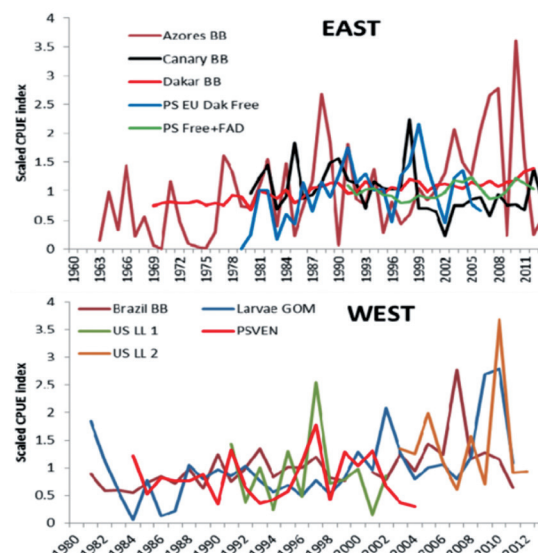 4
EAST
3.5
Azores BB
3
Canary BB
2.5
Dakar BB
2
PS EU Dak Free
1.5
PS Free+FAD
1
0.5
0
Scaled CPUE index
1960 1963 1966 1969 1972 1975 1978 1981 1984 1987 1990 1993 1996 1999 2002 2005 2008 2011
4
Brazil BB Larvae GOM WEST
3.5
US LL 1 PSVEN
3
US LL 2
2.5
2
1.5
1
0.5
0
Scaled CPUE index
1980 1982 1984 1986 1988 1990 1992 1994 1996 1998 2000 2002 2004 2006 2008 2010 2012